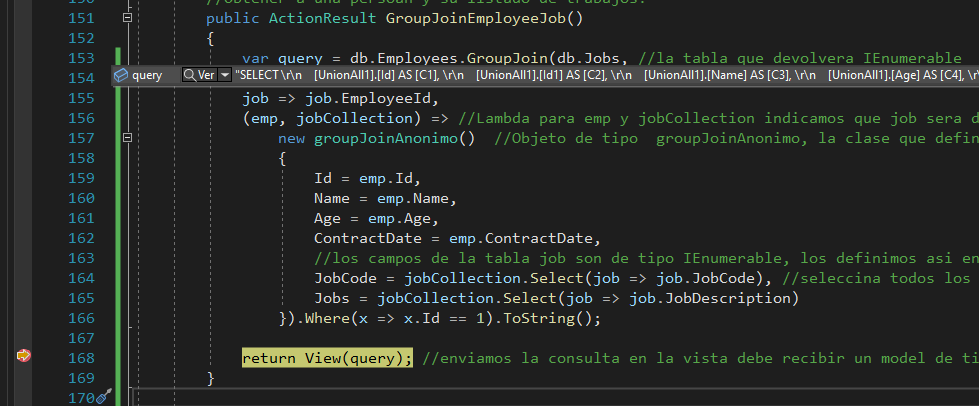 150 //Obtener a una persoan y su listado de trabajos.
151 public ActionResult GroupJoinEmployeeJob()
152 {
153 var query = db.Employees.GroupJoin(db.Jobs, //la tabla que devolvera IEnumerable
154 query Ver "SELECT \r\n [UnionAll1].[Id] AS [C1], \r\n [UnionAll1].[Id1] AS [C2], \r\n [UnionAll1].[Name] AS [C3], \r\n [UnionAll1].[Age] AS [C4], \r
155 job => job.EmployeeId,
156 (emp, jobCollection) => //Lambda para emp y jobCollection indicamos que job sera d
157 new groupJoinAnonimo() //Objeto de tipo groupJoinAnonimo, la clase que defin
158 {
159 Id = emp.Id,
160 Name = emp.Name,
161 Age = emp.Age,
162 ContractDate = emp.ContractDate,
163 //los campos de la tabla job son de tipo IEnumerable, los definimos asi en
164 JobCode = jobCollection.Select(job => job.JobCode), //seleccina todos los
165 Jobs = jobCollection.Select(job => job.JobDescription)
166 }).Where(x => x.Id == 1).ToString();
167
168 return View(query); //enviamos la consulta en la vista debe recibir un model de ti
169 }
170